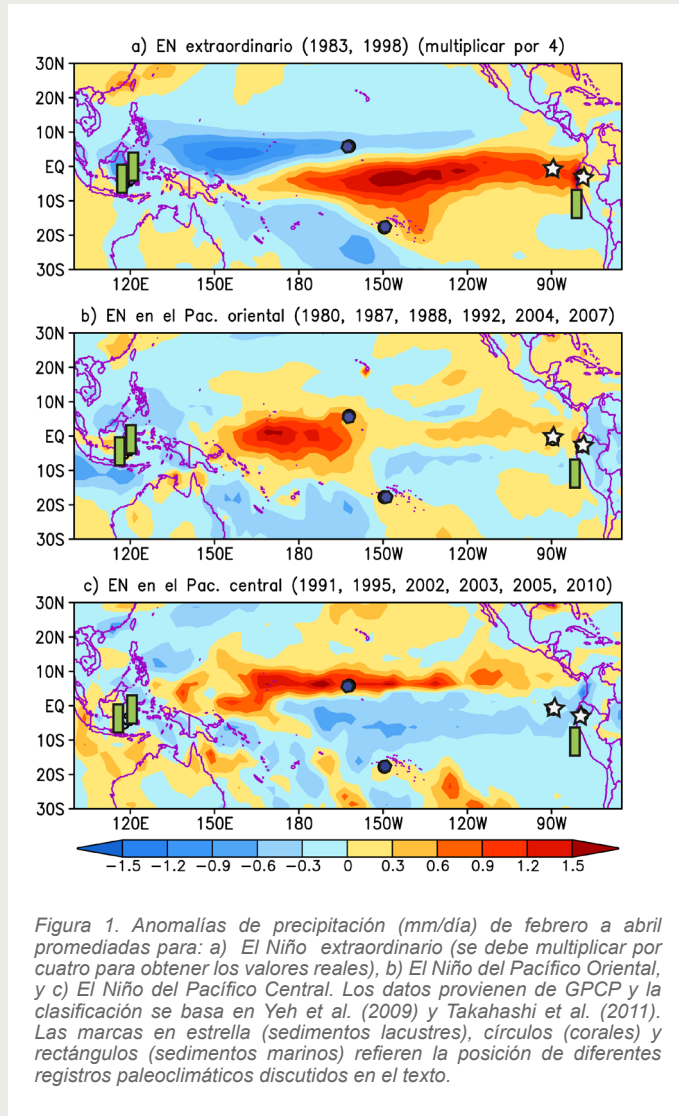 a) EN extraordinario (1983, 1998) (multiplicar por 4)
30N
20N
10N
EQ
10S
20S
30S
120E 150E 180 150W 120W 90W
b) EN en el Pac. oriental (1980, 1987, 1988, 1992, 2004, 2007)
30N
20N
10N
EQ
10S
20S
30S
120E 150E 180 150W 120W 90W
c) EN en el Pac. central (1991, 1995, 2002, 2003, 2005, 2010)
30N
20N
10N
EQ
10S
20S
30S
120E 150E 180 150W 120W 90W
−1.5 −1.2 −0.9 −0.6 −0.3 0 0.3 0.6 0.9 1.2 1.5
Figura 1. Anomalías de precipitación (mm/día) de febrero a abril
promediadas para: a) El Niño extraordinario (se debe multiplicar por
cuatro para obtener los valores reales), b) El Niño del Pacífico Oriental,
y c) El Niño del Pacífico Central. Los datos provienen de GPCP y la
clasificación se basa en Yeh et al. (2009) y Takahashi et al. (2011).
Las marcas en estrella (sedimentos lacustres), círculos (corales) y
rectángulos (sedimentos marinos) refieren la posición de diferentes
registros paleoclimáticos discutidos en el texto.